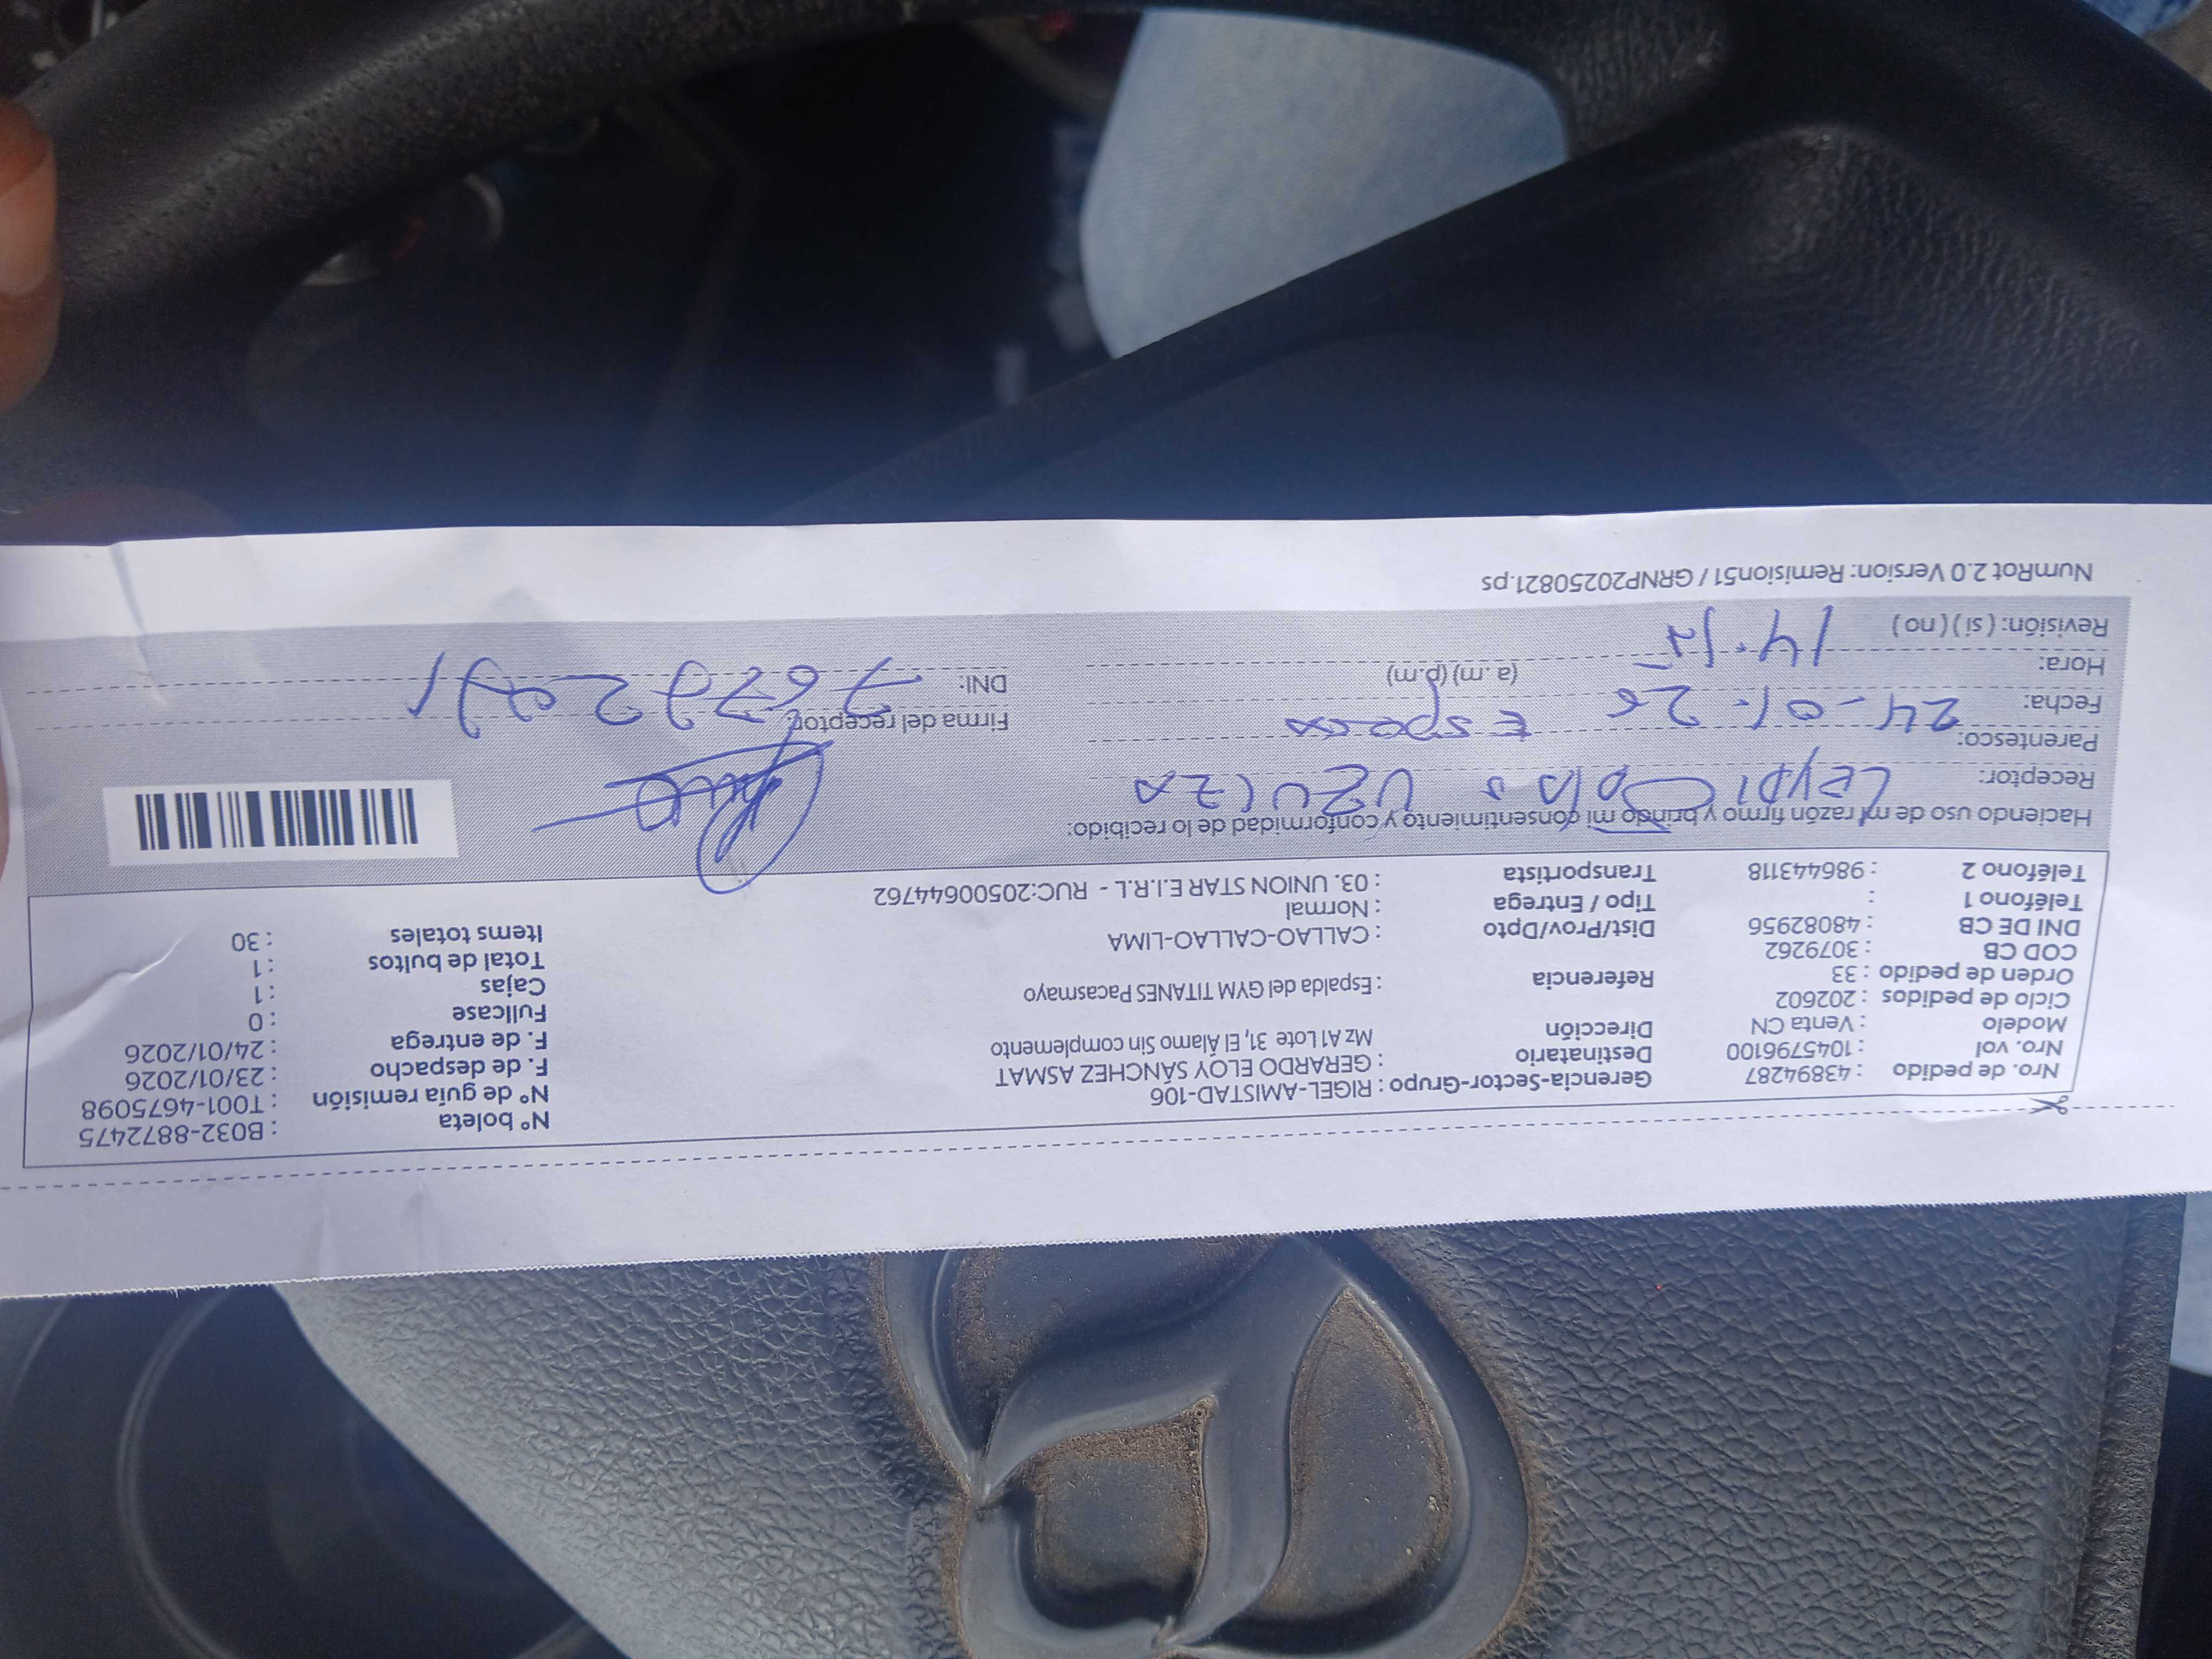 Nro. de pedido : 43894287 Gerencia-Sector-Grupo : RIGEL-AMISTAD-106 N° boleta : B032-8872475
Nro. vol : 1045796100 Destinatario : GERARDO ELOY SÁNCHEZ ASMAT N° de guía remisión : T001-4675098
Modelo : Venta CN Dirección Mz A1 Lote 31, El Álamo Sin complemento F. de despacho : 23/01/2026
Ciclo de pedidos : 202602 F. de entrega : 24/01/2026
Orden de pedido : 33 Referencia : Espalda del GYM TITANES Pacasmayo Fullcase : 0
COD CB : 3079262 Cajas : 1
DNI DE CB : 48082956 Dist/Prov/Dpto : CALLAO-CALLAO-LIMA Total de bultos : 1
Teléfono 1 : Tipo / Entrega : Normal Items totales : 30
Teléfono 2 : 986443118 Transportista : 03. UNION STAR E.I.R.L - RUC:20500644762
Haciendo uso de mi razón firmo y brindo mi consentimiento y conformidad de lo recibido:
Receptor: Leydi
Parentesco: Esposa Firma del receptor:
Fecha: 24-01-26 DNI:
Hora: 14.15 (a .m) (p.m)
Revisión: ( si ) ( no )
NumRot 2.0 Version: Remision51 / GRNP20250821.ps